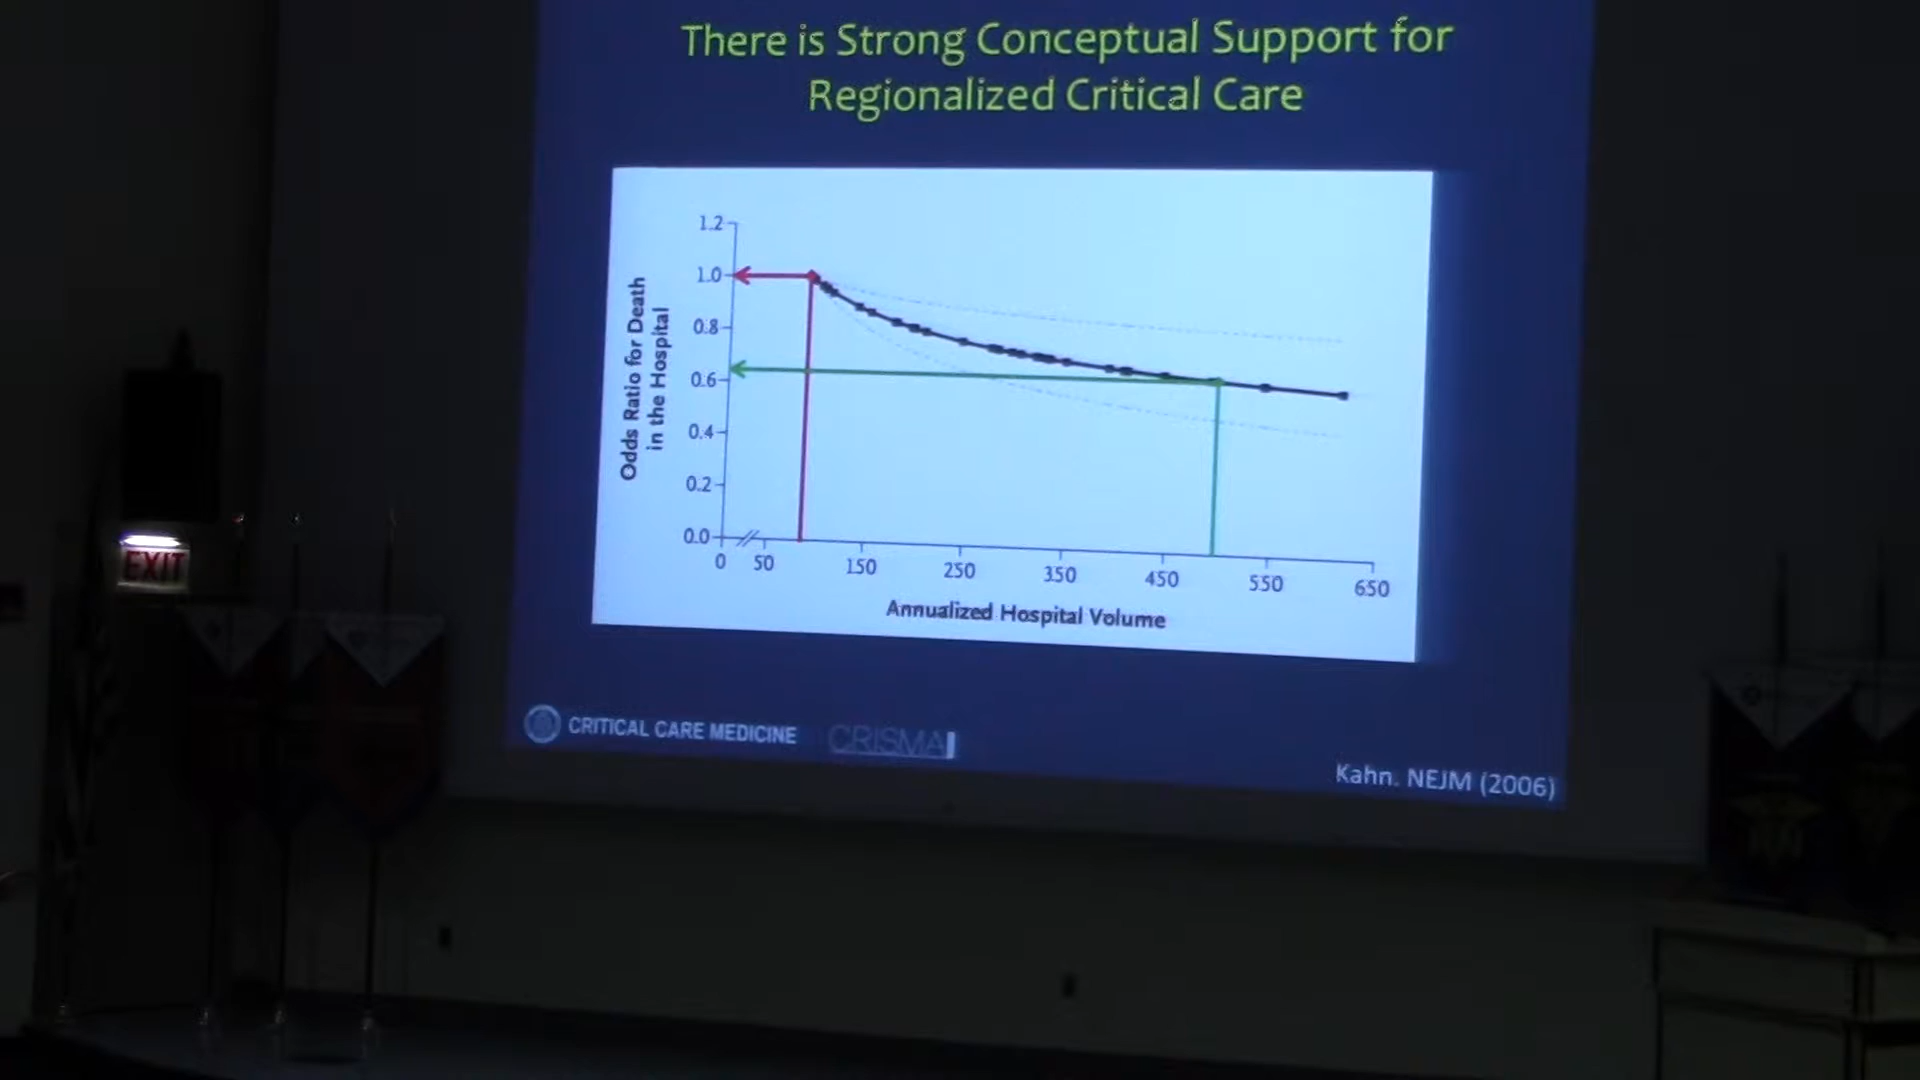 There is Strong Conceptual Support for
Regionalized Critical Care
Odds Ratio for Death
in the Hospital
1.2
1.0
0.8
0.6
0.4
0.2
0.0
0 50 150 250 350 450 550 650
Annualized Hospital Volume
CRITICAL CARE MEDICINE CRISMA
Kahn. NEJM (2006)
EXIT